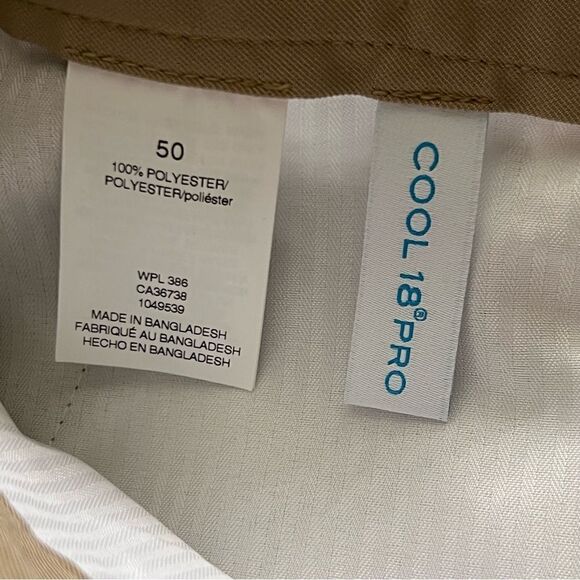 50
100% POLYESTER/
POLYESTER/poliéster
WPL 386
CA36738
1049539
MADE IN BANGLADESH
FABRIQUÉ AU BANGLADESH
HECHO EN BANGLADESH
COOL 18® PRO